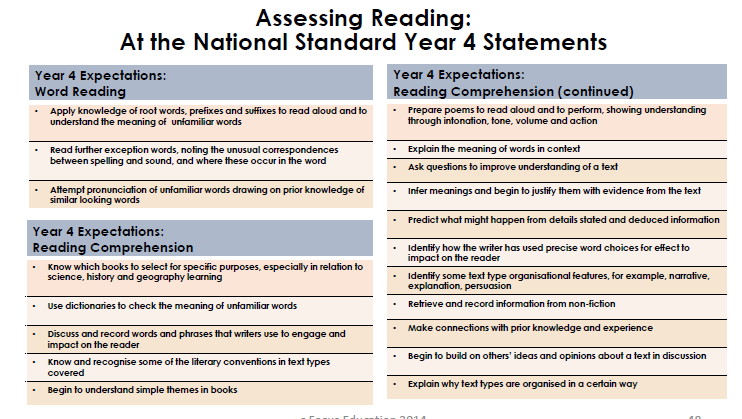 Assessing Reading:
At the National Standard Year 4 Statements
Year 4 Expectations:
Word Reading
• Apply knowledge of root words, prefixes and suffixes to read aloud and to
understand the meaning of unfamiliar words
• Read further exception words, noting the unusual correspondences
between spelling and sound, and where these occur in the word
• Attempt pronunciation of unfamiliar words drawing on prior knowledge of
similar looking words
Year 4 Expectations:
Reading Comprehension
• Know which books to select for specific purposes, especially in relation to
science, history and geography learning
• Use dictionaries to check the meaning of unfamiliar words
• Discuss and record words and phrases that writers use to engage and
impact on the reader
• Know and recognise some of the literary conventions in text types
covered
• Begin to understand simple themes in books
Year 4 Expectations:
Reading Comprehension (continued)
• Prepare poems to read aloud and to perform, showing understanding
through intonation, tone, volume and action
• Explain the meaning of words in context
• Ask questions to improve understanding of a text
• Infer meanings and begin to justify them with evidence from the text
• Predict what might happen from details stated and deduced information
• Identify how the writer has used precise word choices for effect to
impact on the reader
• Identify some text type organisational features, for example, narrative,
explanation, persuasion
• Retrieve and record information from non-fiction
• Make connections with prior knowledge and experience
• Begin to build on others' ideas and opinions about a text in discussion
• Explain why text types are organised in a certain way
Focus Education 2014